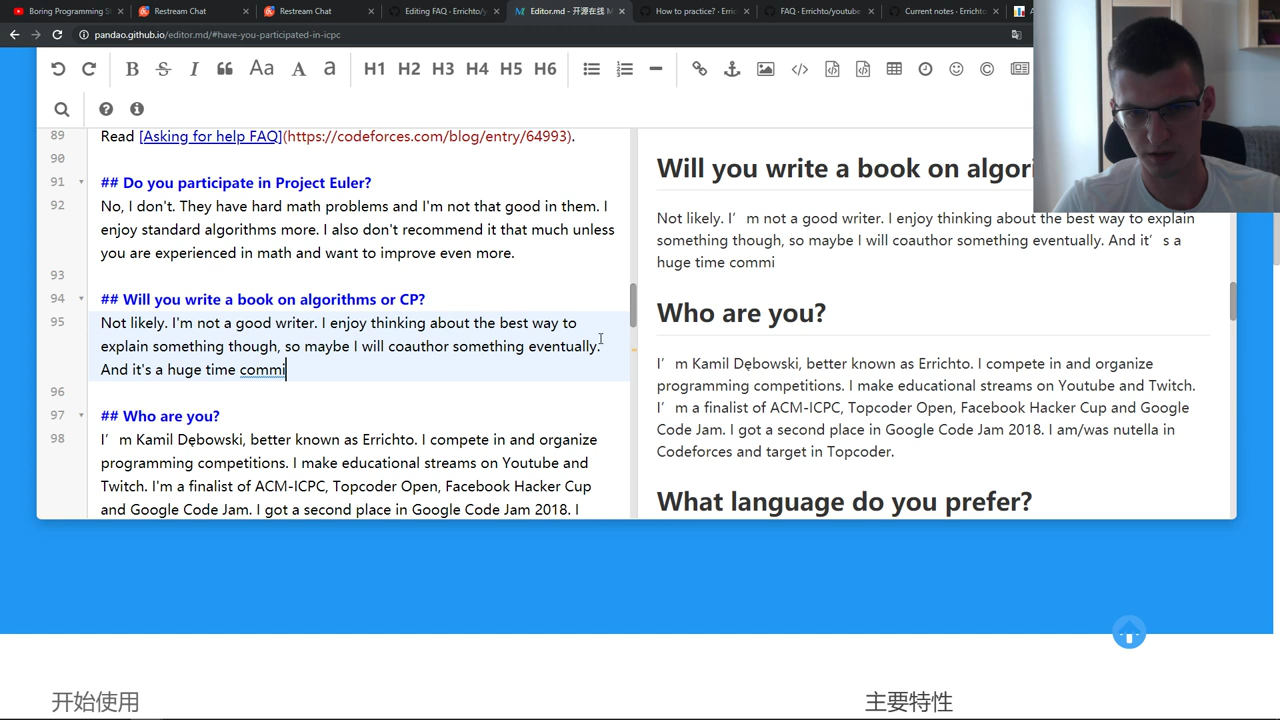 Boring Programming St
Restream Chat
Restream Chat
Editing FAQ - Errichto/y
Editor.md - 开源在线 M
How to practice? · Erric
FAQ · Errichto/youtube
Current notes · Errichto
pandao.github.io/editor.md/#have-you-participated-in-icpc
B S I Aa A a H1 H2 H3 H4 H5 H6
89 Read [Asking for help FAQ](https://codeforces.com/blog/entry/64993).
90
91 ## Do you participate in Project Euler?
92 No, I don't. They have hard math problems and I'm not that good in them. I
enjoy standard algorithms more. I also don't recommend it that much unless
you are experienced in math and want to improve even more.
93
94 ## Will you write a book on algorithms or CP?
95 Not likely. I'm not a good writer. I enjoy thinking about the best way to
explain something though, so maybe I will coauthor something eventually.
And it's a huge time commi
96
97 ## Who are you?
98 I’m Kamil Dębowski, better known as Errichto. I compete in and organize
programming competitions. I make educational streams on Youtube and
Twitch. I'm a finalist of ACM-ICPC, Topcoder Open, Facebook Hacker Cup
and Google Code Jam. I got a second place in Google Code Jam 2018. I
Will you write a book on algori
Not likely. I’m not a good writer. I enjoy thinking about the best way to explain
something though, so maybe I will coauthor something eventually. And it’s a
huge time commi
Who are you?
I’m Kamil Dębowski, better known as Errichto. I compete in and organize
programming competitions. I make educational streams on Youtube and Twitch.
I’m a finalist of ACM-ICPC, Topcoder Open, Facebook Hacker Cup and Google
Code Jam. I got a second place in Google Code Jam 2018. I am/was nutella in
Codeforces and target in Topcoder.
What language do you prefer?
开始使用
主要特性